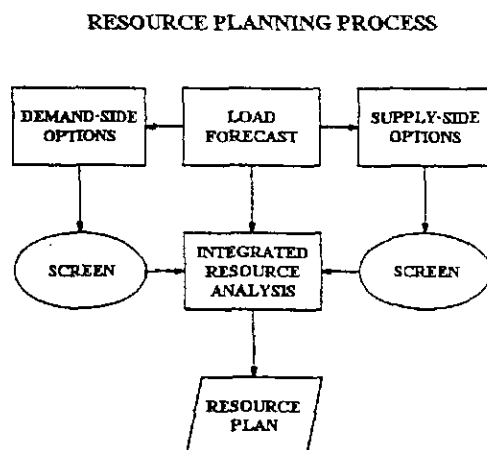 RESOURCE PLANNING PROCESS
DEMAND-SIDE
OPTIONS
LOAD
FORECAST
SUPPLY-SIDE
OPTIONS
SCREEN
INTEGRATED
RESOURCE
ANALYSIS
SCREEN
RESOURCE
PLAN